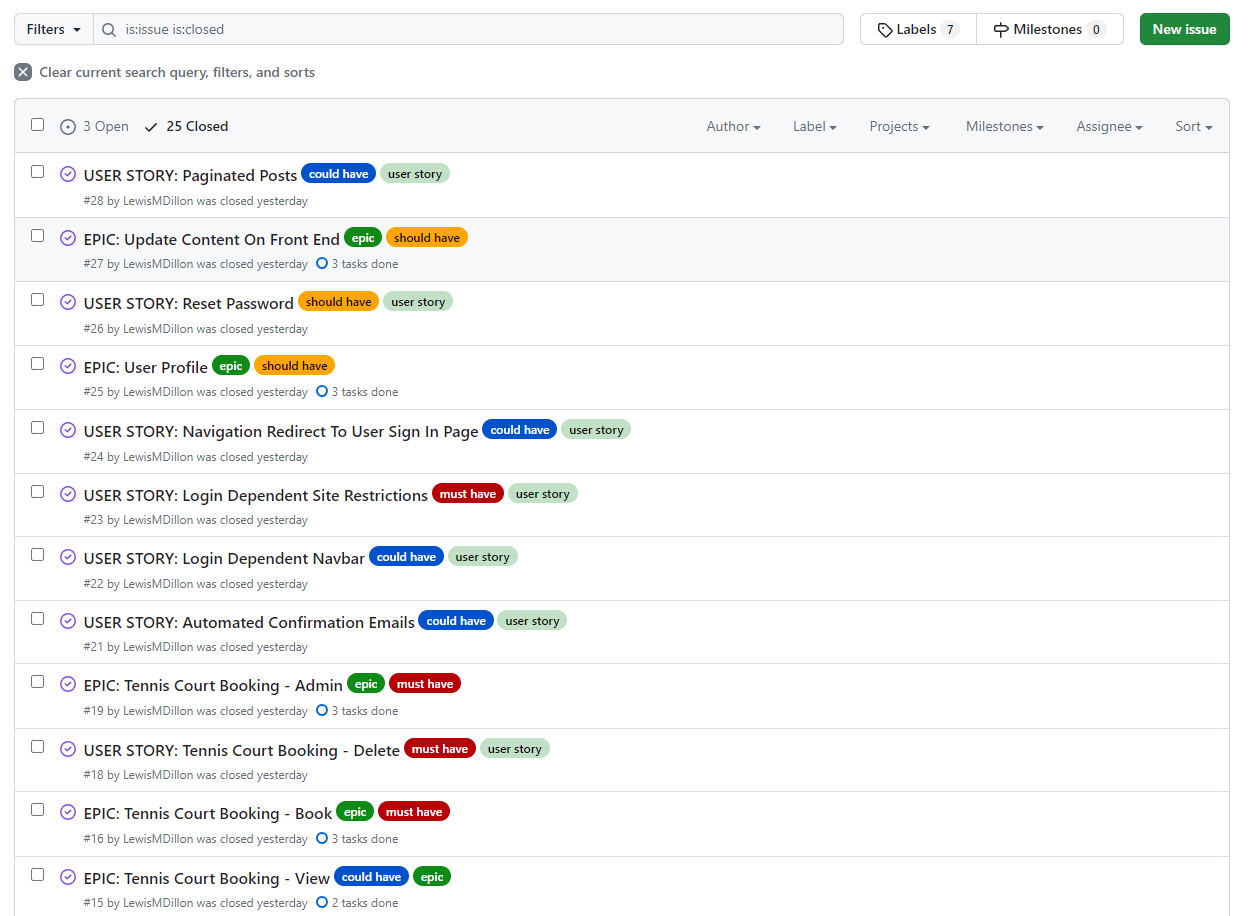 Filters is:issue is:closed Labels 7 Milestones 0 New issue
Clear current search query, filters, and sorts
3 Open 25 Closed Author Label Projects Milestones Assignee Sort
USER STORY: Paginated Posts could have user story
#28 by LewisMDillon was closed yesterday
EPIC: Update Content On Front End epic should have
#27 by LewisMDillon was closed yesterday 3 tasks done
USER STORY: Reset Password should have user story
#26 by LewisMDillon was closed yesterday
EPIC: User Profile epic should have
#25 by LewisMDillon was closed yesterday 3 tasks done
USER STORY: Navigation Redirect To User Sign In Page could have user story
#24 by LewisMDillon was closed yesterday
USER STORY: Login Dependent Site Restrictions must have user story
#23 by LewisMDillon was closed yesterday
USER STORY: Login Dependent Navbar could have user story
#22 by LewisMDillon was closed yesterday
USER STORY: Automated Confirmation Emails could have user story
#21 by LewisMDillon was closed yesterday
EPIC: Tennis Court Booking - Admin epic must have
#19 by LewisMDillon was closed yesterday 3 tasks done
USER STORY: Tennis Court Booking - Delete must have user story
#18 by LewisMDillon was closed yesterday
EPIC: Tennis Court Booking - Book epic must have
#16 by LewisMDillon was closed yesterday 3 tasks done
EPIC: Tennis Court Booking - View could have epic
#15 by LewisMDillon was closed yesterday 2 tasks done